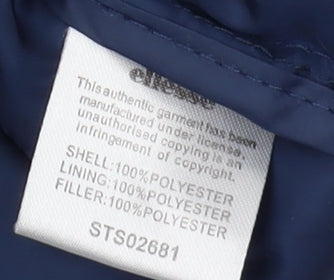 ellesse
This authentic garment has been
manufactured under license,
unauthorised copying is an
infringement of copyright.
SHELL:100%POLYESTER
LINING:100%POLYESTER
FILLER:100%POLYESTER
STS02681